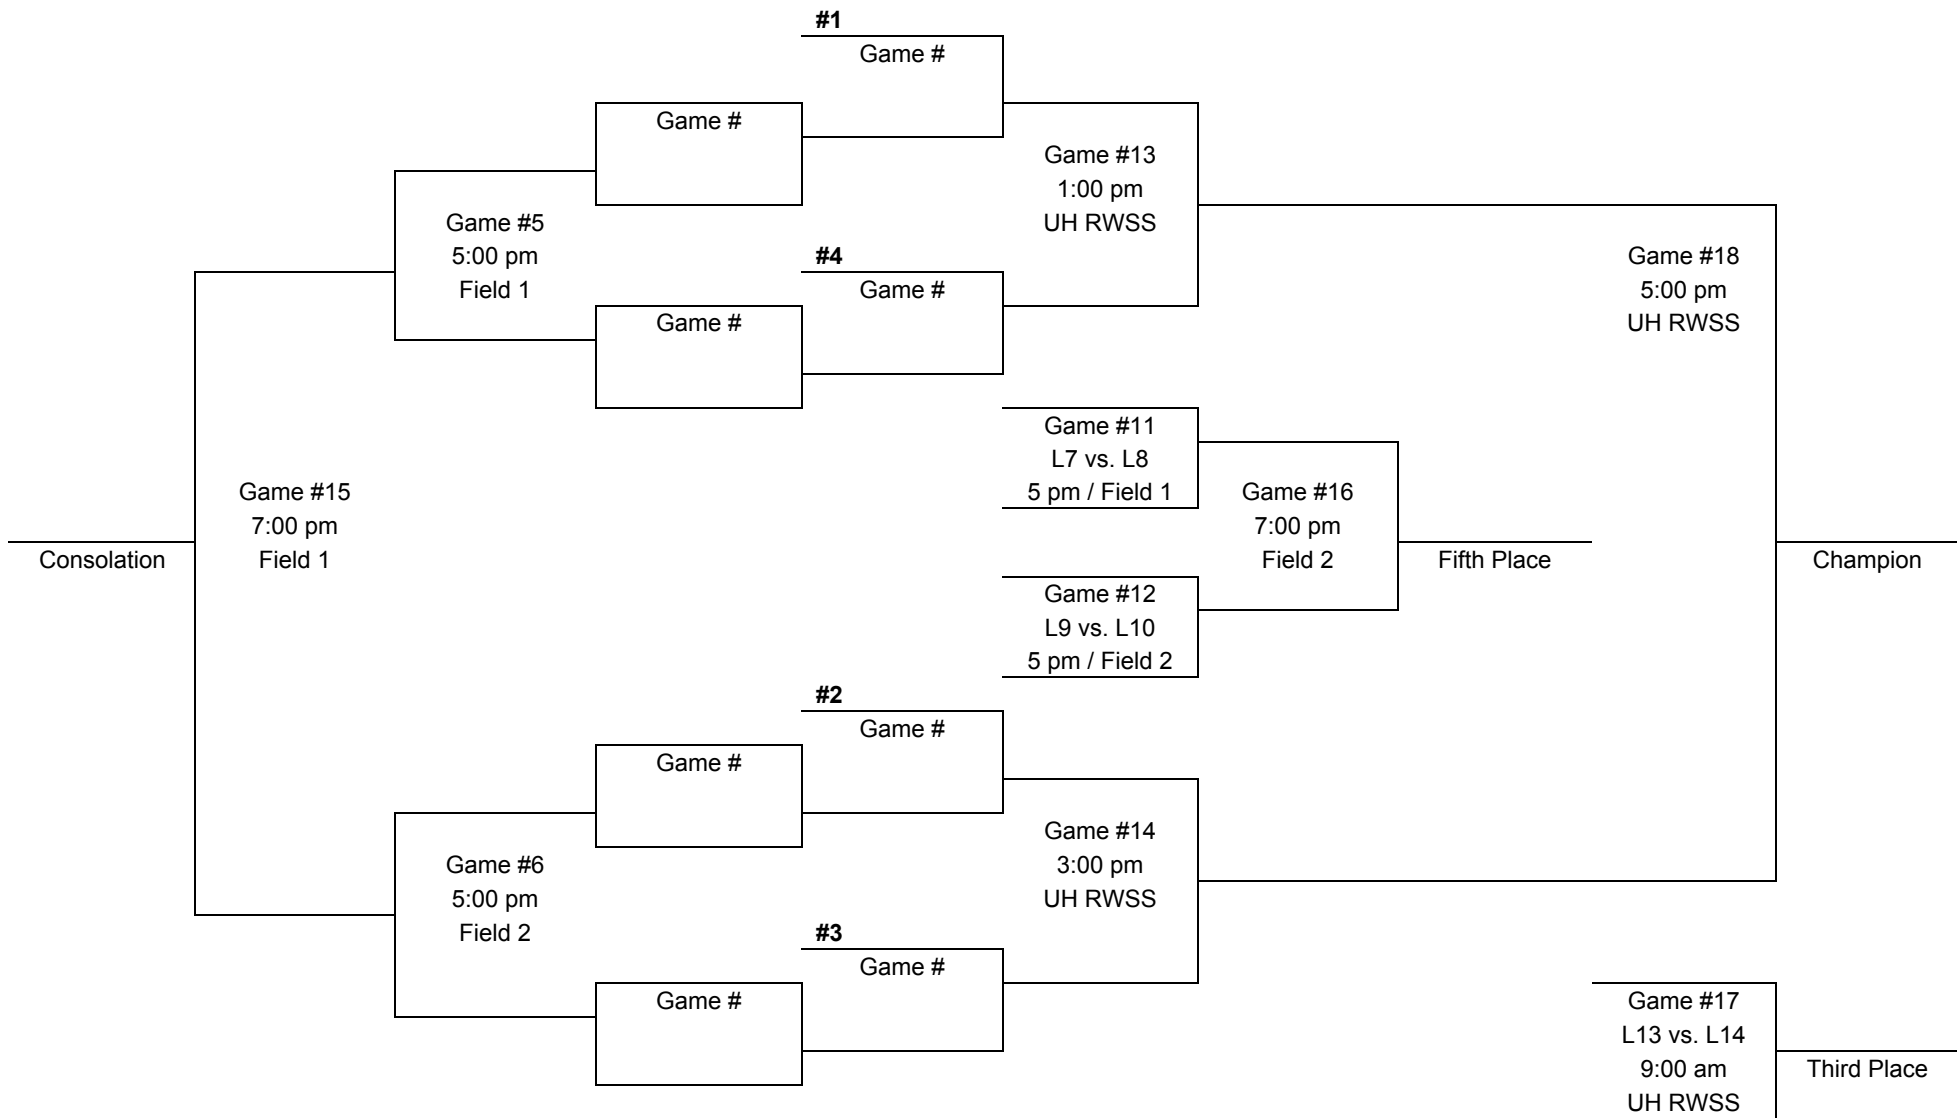 #1
Game #
Game #
Game #13
1:00 pm
UH RWSS
Game #5
5:00 pm
Field 1
#4
Game #
Game #
Game #18
5:00 pm
UH RWSS
Game #11
L7 vs. L8
5 pm / Field 1
Game #15
7:00 pm
Field 1
Game #16
7:00 pm
Field 2
Consolation
Fifth Place
Champion
Game #12
L9 vs. L10
5 pm / Field 2
#2
Game #
Game #
Game #14
3:00 pm
UH RWSS
Game #6
5:00 pm
Field 2
#3
Game #
Game #
Game #17
L13 vs. L14
9:00 am
UH RWSS
Third Place